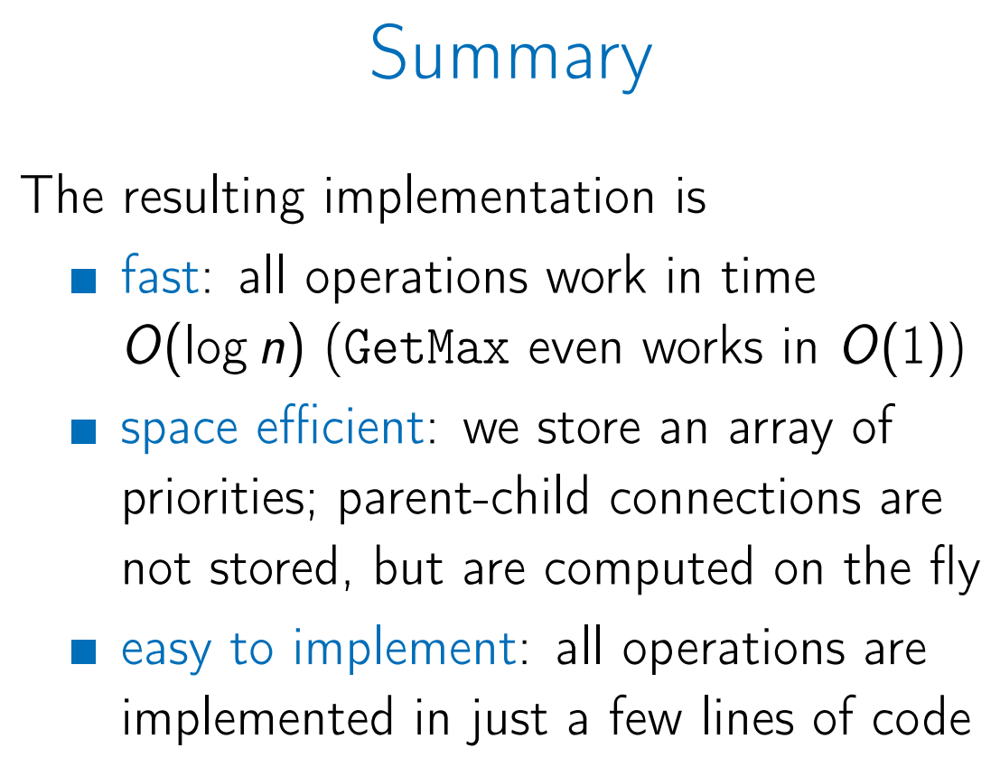 Summary
The resulting implementation is
■ fast: all operations work in time
O(log n) (GetMax even works in O(1))
■ space efficient: we store an array of
priorities; parent-child connections are
not stored, but are computed on the fly
■ easy to implement: all operations are
implemented in just a few lines of code